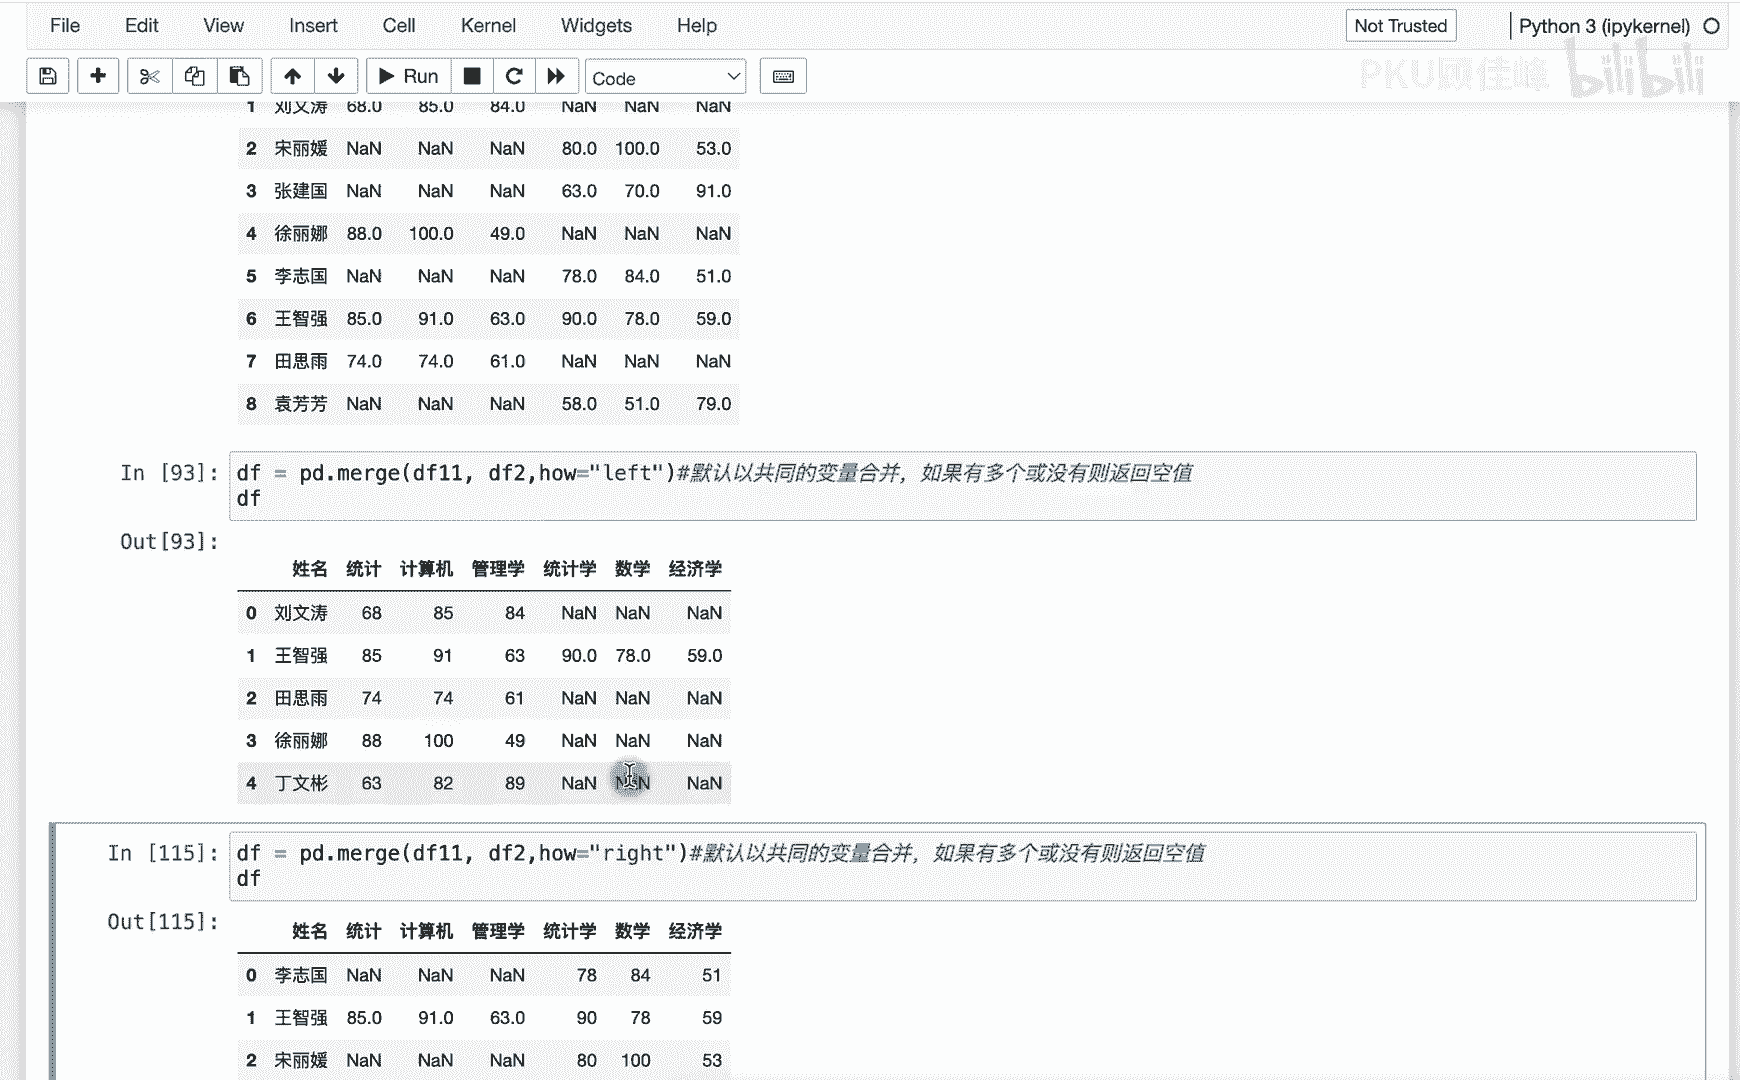 File Edit View Insert Cell Kernel Widgets Help Not Trusted Python 3 (ipykernel)
Run Code
PKU顾佳峰 bilibili
1 刘文涛 68.0 85.0 84.0 NaN NaN NaN
2 宋丽媛 NaN NaN NaN 80.0 100.0 53.0
3 张建国 NaN NaN NaN 63.0 70.0 91.0
4 徐丽娜 88.0 100.0 49.0 NaN NaN NaN
5 李志国 NaN NaN NaN 78.0 84.0 51.0
6 王智强 85.0 91.0 63.0 90.0 78.0 59.0
7 田思雨 74.0 74.0 61.0 NaN NaN NaN
8 袁芳芳 NaN NaN NaN 58.0 51.0 79.0
In [93]: df = pd.merge(df11, df2,how="left")#默认以共同的变量合并，如果有多个或没有则返回空值
df
Out[93]:
姓名 统计 计算机 管理学 统计学 数学 经济学
0 刘文涛 68 85 84 NaN NaN NaN
1 王智强 85 91 63 90.0 78.0 59.0
2 田思雨 74 74 61 NaN NaN NaN
3 徐丽娜 88 100 49 NaN NaN NaN
4 丁文彬 63 82 89 NaN NaN NaN
In [115]: df = pd.merge(df11, df2,how="right")#默认以共同的变量合并，如果有多个或没有则返回空值
df
Out[115]:
姓名 统计 计算机 管理学 统计学 数学 经济学
0 李志国 NaN NaN NaN 78 84 51
1 王智强 85.0 91.0 63.0 90 78 59
2 宋丽媛 NaN NaN NaN 80 100 53